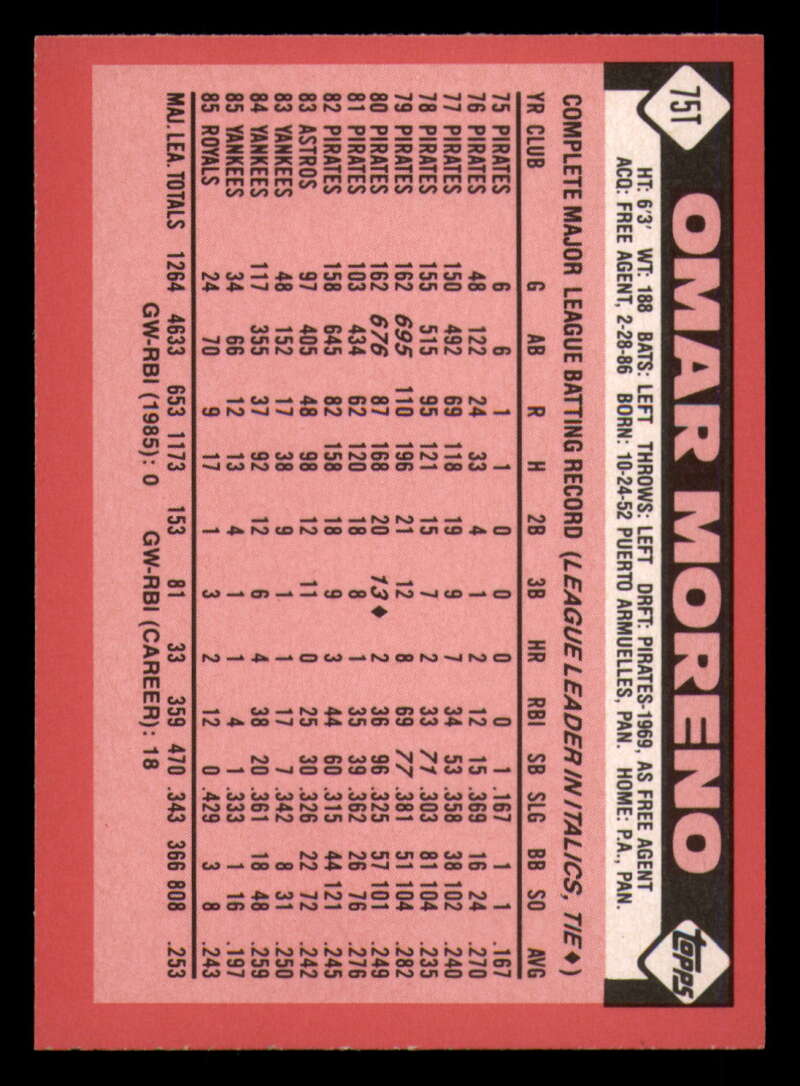 75T
OMAR MORENO
topps
HT: 6'3' WT: 188 BATS: LEFT THROWS: LEFT DRFT: PIRATES-1969, AS FREE AGENT
ACQ: FREE AGENT, 2-28-86 BORN: 10-24-52 PUERTO ARMUELLES, PAN. HOME: P.A., PAN.
COMPLETE MAJOR LEAGUE BATTING RECORD (LEAGUE LEADER IN ITALICS, TIE♦)
YR CLUB G AB R H 2B 3B HR RBI SB SLG BB SO AVG
75 PIRATES 6 6 1 1 0 0 0 0 1 .167 1 1 .167
76 PIRATES 48 122 24 33 4 1 2 12 15 .369 16 24 .270
77 PIRATES 150 492 69 118 19 9 7 34 53 .358 38 102 .240
78 PIRATES 155 515 95 121 15 7 2 33 71 .303 81 104 .235
79 PIRATES 162 695 110 196 21 12 8 69 77 .381 51 104 .282
80 PIRATES 162 676 87 168 20 13♦ 2 36 96 .325 57 101 .249
81 PIRATES 103 434 62 120 18 8 1 35 39 .362 26 76 .276
82 PIRATES 158 645 82 158 18 9 3 44 60 .315 44 121 .245
83 ASTROS 97 405 48 98 12 11 0 25 30 .326 22 72 .242
83 YANKEES 48 152 17 38 9 1 1 17 7 .342 8 31 .250
84 YANKEES 117 355 37 92 12 6 4 38 20 .361 18 48 .259
85 YANKEES 34 66 12 13 4 1 1 4 1 .333 1 16 .197
85 ROYALS 24 70 9 17 1 3 2 12 0 .429 3 8 .243
MAJ. LEA. TOTALS 1264 4633 653 1173 153 81 33 359 470 .343 366 808 .253
GW-RBI (1985): 0 GW-RBI (CAREER): 18